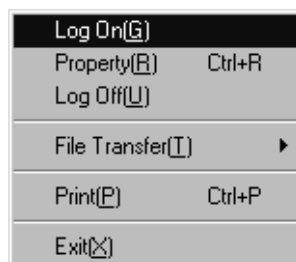 Log On(G)
Property(R) Ctrl+R
Log Off(U)
File Transfer(T)
Print(P) Ctrl+P
Exit(X)